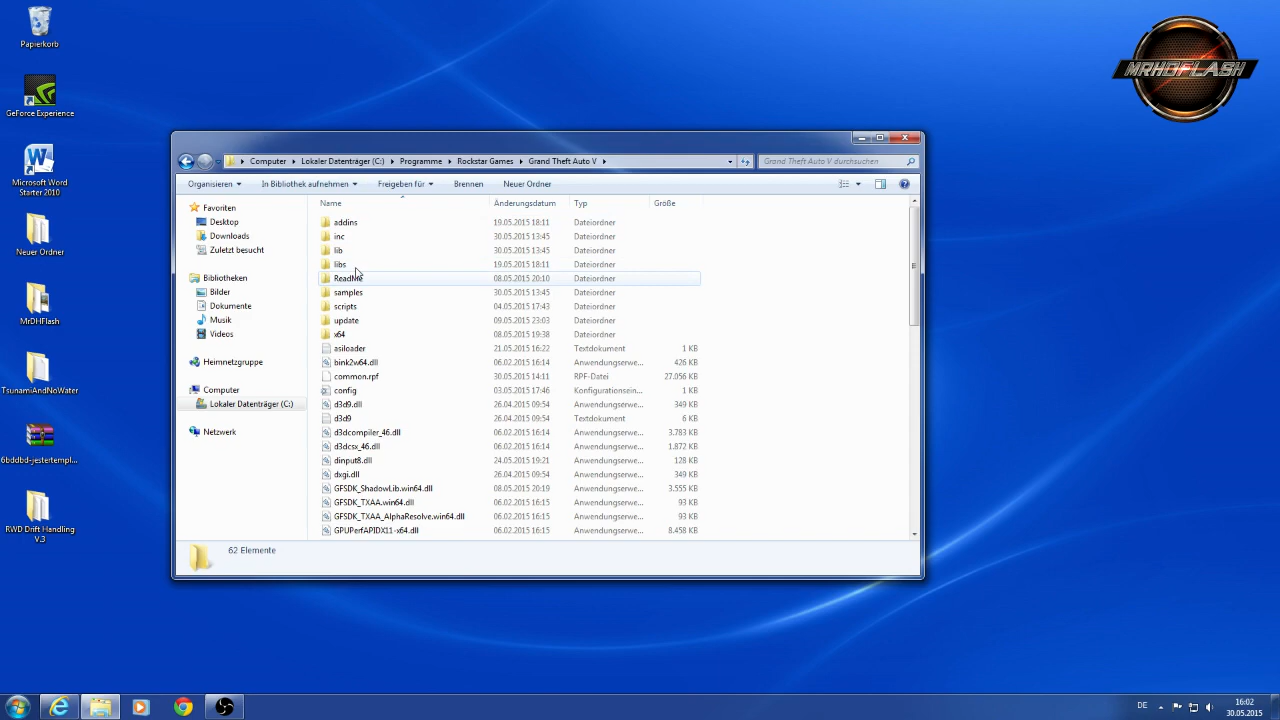 Papierkorb
GeForce Experience
Microsoft Word
Starter 2010
Neuer Ordner
MrDHFlash
TsunamiAndNoWater
6bddbd-jestertempl...
RWD Drift Handling
V.3
MRHDFLASH
Computer Lokaler Datenträger (C:) Programme Rockstar Games Grand Theft Auto V
Grand Theft Auto V durchsuchen
Organisieren In Bibliothek aufnehmen Freigeben für Brennen Neuer Ordner
Favoriten
Desktop
Downloads
Zuletzt besucht
Bibliotheken
Bilder
Dokumente
Musik
Videos
Heimnetzgruppe
Computer
Lokaler Datenträger (C:)
Netzwerk
Name Änderungsdatum Typ Größe
addins 19.05.2015 18:11 Dateiordner
inc 30.05.2015 13:45 Dateiordner
lib 30.05.2015 13:45 Dateiordner
libs 19.05.2015 18:11 Dateiordner
ReadMe 08.05.2015 20:10 Dateiordner
samples 30.05.2015 13:45 Dateiordner
scripts 04.05.2015 17:43 Dateiordner
update 09.05.2015 23:03 Dateiordner
x64 08.05.2015 19:38 Dateiordner
asiloader 21.05.2015 16:22 Textdokument 1 KB
bink2w64.dll 06.02.2015 16:14 Anwendungserwe... 426 KB
common.rpf 30.05.2015 14:11 RPF-Datei 27.056 KB
config 03.05.2015 17:46 Konfigurationsein... 1 KB
d3d9.dll 26.04.2015 09:54 Anwendungserwe... 349 KB
d3d9 26.04.2015 09:54 Textdokument 6 KB
d3dcompiler_46.dll 06.02.2015 16:14 Anwendungserwe... 3.783 KB
d3dcsx_46.dll 06.02.2015 16:14 Anwendungserwe... 1.872 KB
dinput8.dll 24.05.2015 19:21 Anwendungserwe... 128 KB
dxgi.dll 26.04.2015 09:54 Anwendungserwe... 349 KB
GFSDK_ShadowLib.win64.dll 08.05.2015 20:19 Anwendungserwe... 3.555 KB
GFSDK_TXAA.win64.dll 06.02.2015 16:15 Anwendungserwe... 93 KB
GFSDK_TXAA_AlphaResolve.win64.dll 06.02.2015 16:15 Anwendungserwe... 93 KB
GPUPerfAPIDX11-x64.dll 06.02.2015 16:15 Anwendungserwe... 8.458 KB
62 Elemente
DE
16:02
30.05.2015